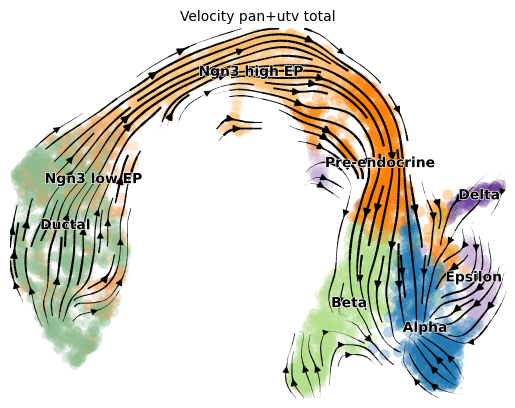 Velocity pan+utv total
Ngn3 high EP
Pre-endocrine
Ngn3 low EP
Delta
Ductal
Epsilon
Beta
Alpha